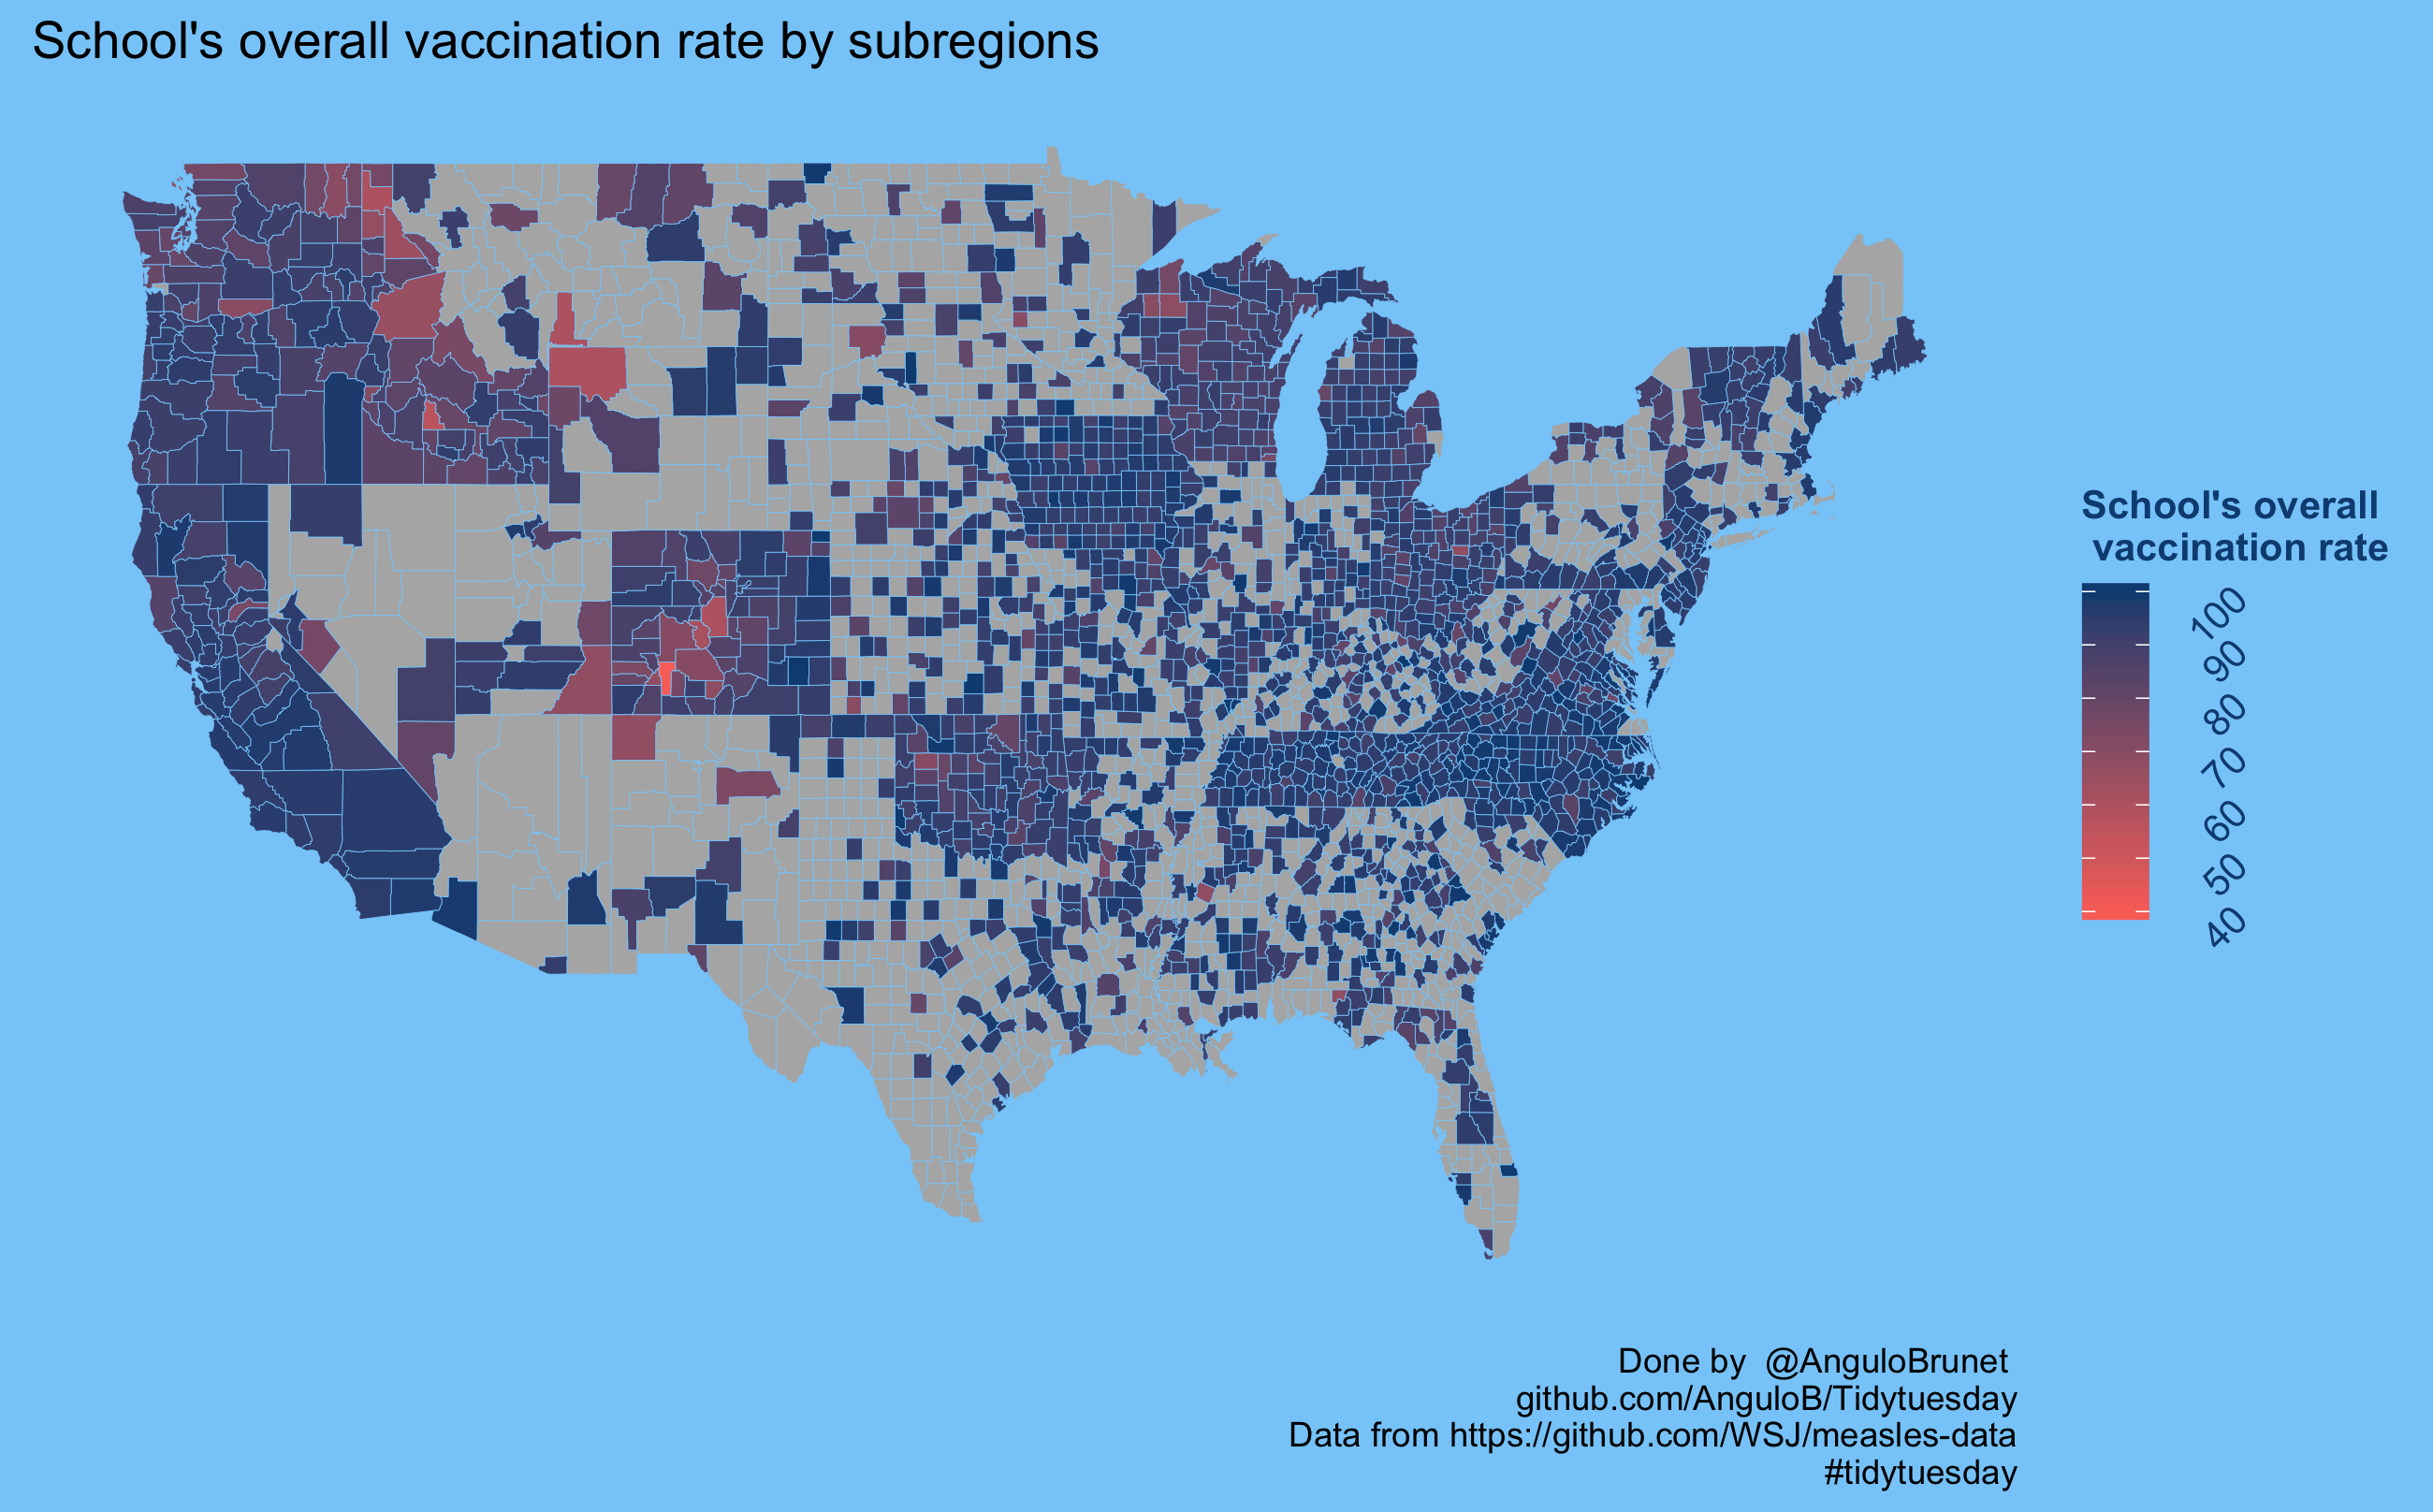 School's overall vaccination rate by subregions
School's overall
vaccination rate
100
90
80
70
60
50
40
Done by  @AnguloBrunet
github.com/AnguloB/Tidytuesday
Data from https://github.com/WSJ/measles-data
#tidytuesday